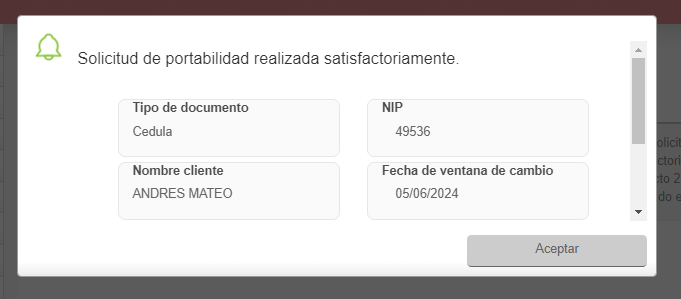 Solicitud de portabilidad realizada satisfactoriamente.
Tipo de documento
Cedula
NIP
49536
Nombre cliente
ANDRES MATEO
Fecha de ventana de cambio
05/06/2024
Aceptar